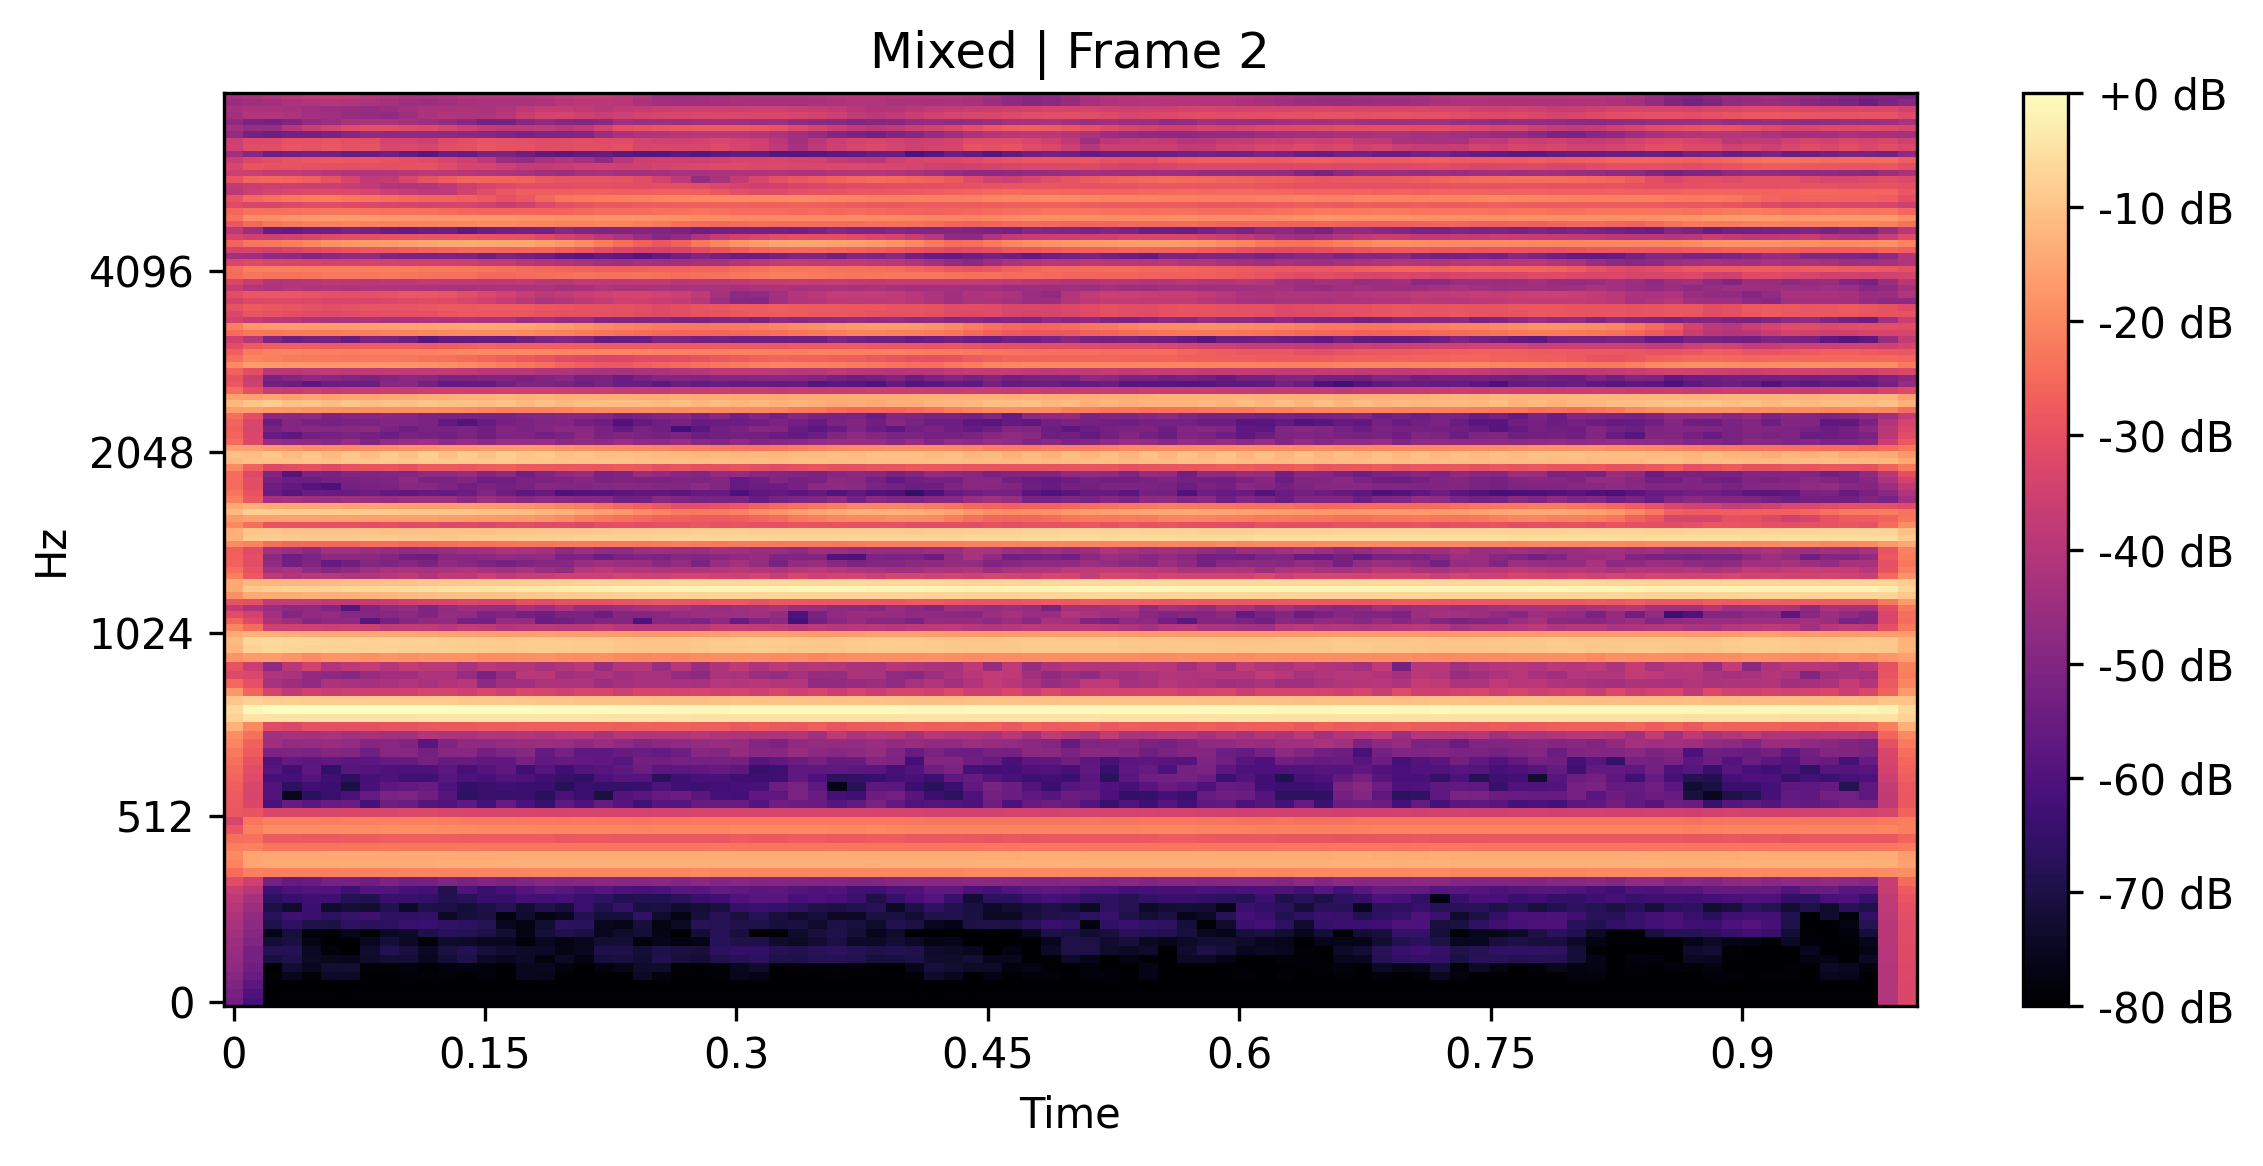 Mixed | Frame 2
Hz
4096
2048
1024
512
0
0 0.15 0.3 0.45 0.6 0.75 0.9
Time
+0 dB
-10 dB
-20 dB
-30 dB
-40 dB
-50 dB
-60 dB
-70 dB
-80 dB